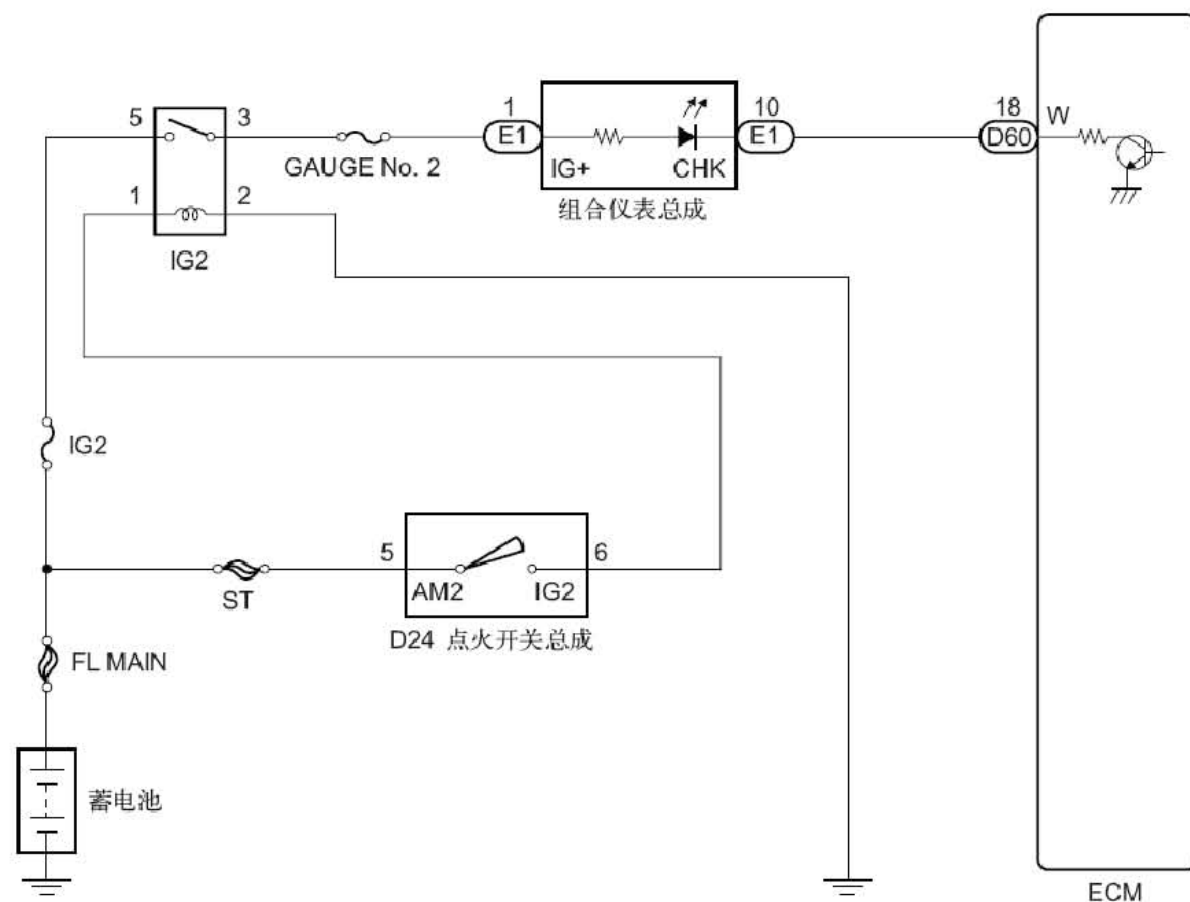 1
10
18
W
5
3
E1
E1
D60
GAUGE No. 2
IG+
CHK
组合仪表总成
1
2
IG2
IG2
5
6
AM2
IG2
ST
D24 点火开关总成
FL MAIN
蓄电池
ECM